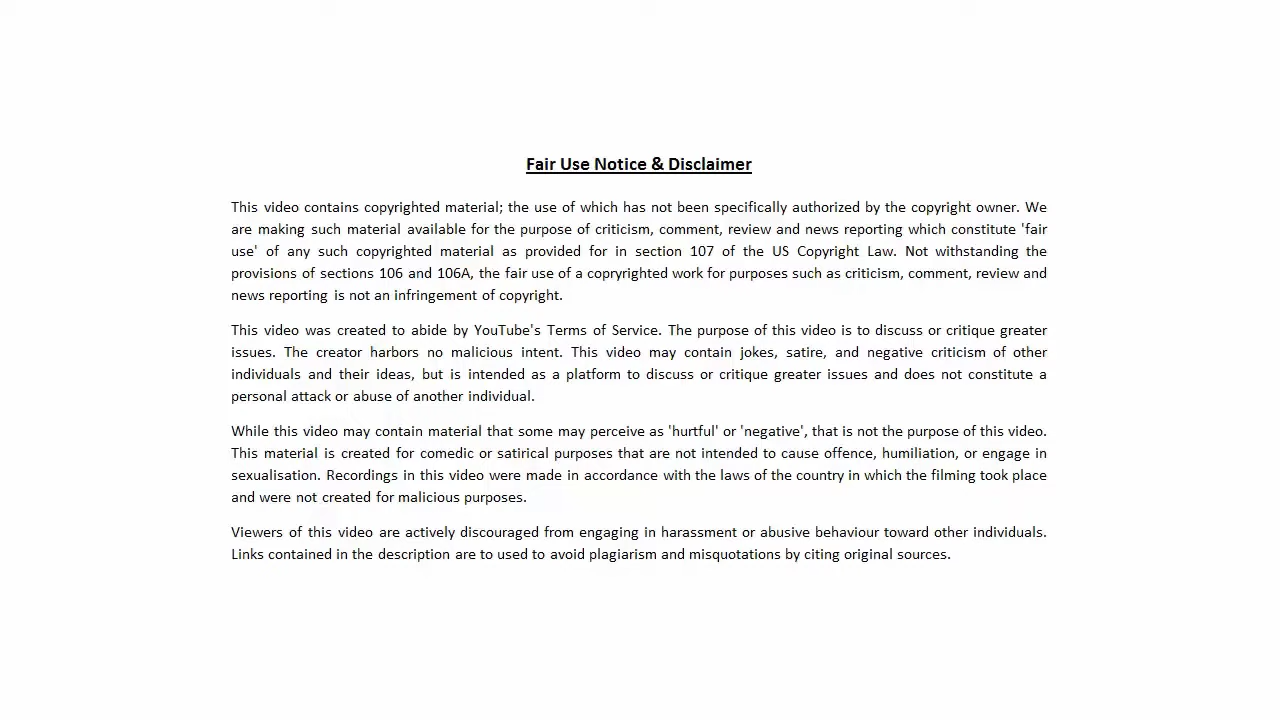 Fair Use Notice & Disclaimer
This video contains copyrighted material; the use of which has not been specifically authorized by the copyright owner. We
are making such material available for the purpose of criticism, comment, review and news reporting which constitute 'fair
use' of any such copyrighted material as provided for in section 107 of the US Copyright Law. Not withstanding the
provisions of sections 106 and 106A, the fair use of a copryrighted work for purposes such as criticism, comment, review and
news reporting is not an infringement of copyright.
This video was created to abide by YouTube's Terms of Service. The purpose of this video is to discuss or critique greater
issues. The creator harbors no malicious intent. This video may contain jokes, satire, and negative criticism of other
individuals and their ideas, but is intended as a platform to discuss or critique greater issues and does not constitute a
personal attack or abuse of another individual.
While this video may contain material that some may perceive as 'hurtful' or 'negative', that is not the purpose of this video.
This material is created for comedic or satirical purposes that are not intended to cause offence, humiliation, or engage in
sexualisation. Recordings in this video were made in accordance with the laws of the country in which the filming took place
and were not created for malicious purposes.
Viewers of this video are actively discouraged from engaging in harassment or abusive behaviour toward other individuals.
Links contained in the description are to used to avoid plagiarism and misquotations by citing original sources.